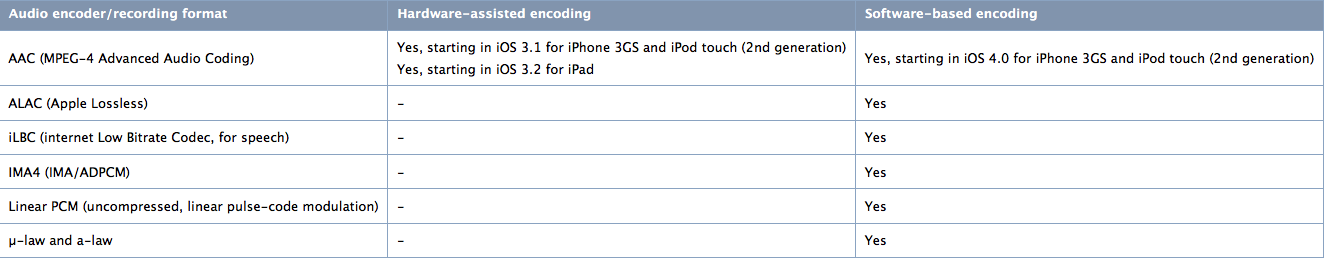 Audio encoder/recording format Hardware-assisted encoding Software-based encoding
AAC (MPEG-4 Advanced Audio Coding) Yes, starting in iOS 3.1 for iPhone 3GS and iPod touch (2nd generation) Yes, starting in iOS 4.0 for iPhone 3GS and iPod touch (2nd generation)
Yes, starting in iOS 3.2 for iPad
ALAC (Apple Lossless) – Yes
iLBC (internet Low Bitrate Codec, for speech) – Yes
IMA4 (IMA/ADPCM) – Yes
Linear PCM (uncompressed, linear pulse-code modulation) – Yes
µ-law and a-law – Yes